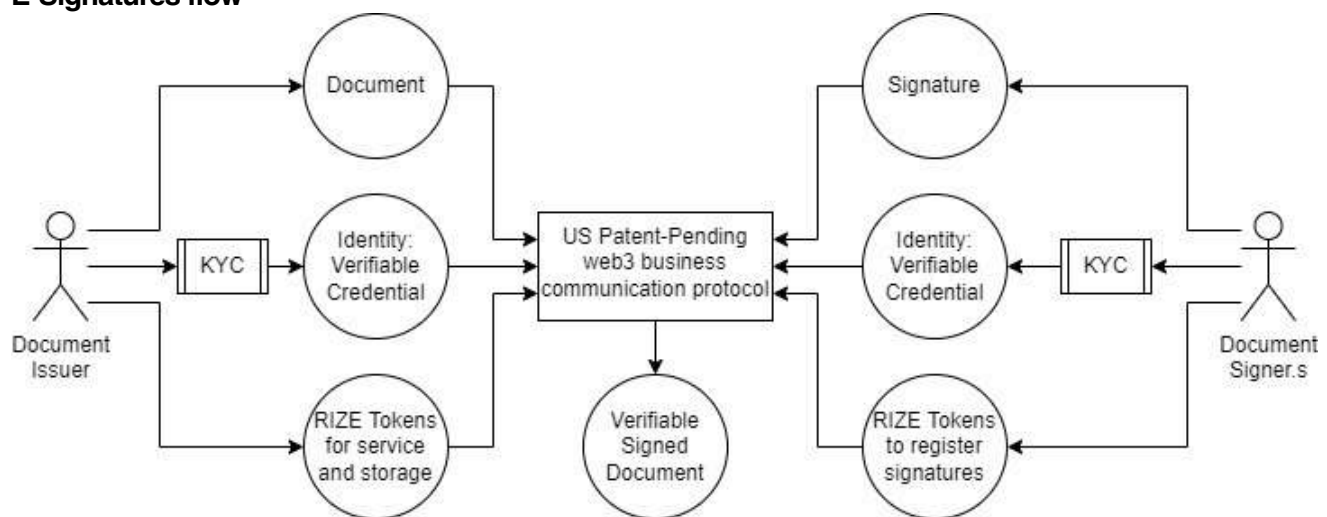 E-Signatures flow
Document
Signature
Identity:
Verifiable
Credential
KYC
US Patent-Pending
web3 business
communication protocol
Identity:
Verifiable
Credential
KYC
Document
Issuer
Document
Signer.s
RIZE Tokens
for service
and storage
Verifiable
Signed
Document
RIZE Tokens
to register
signatures